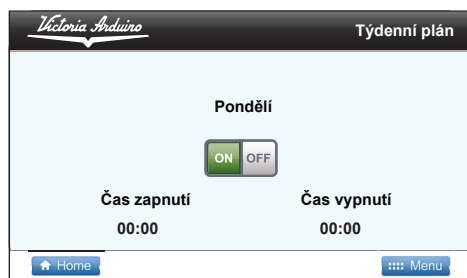 Victoria Arduino
Týdenní plán
Pondělí
ON OFF
Čas zapnutí Čas vypnutí
00:00 00:00
Home Menu